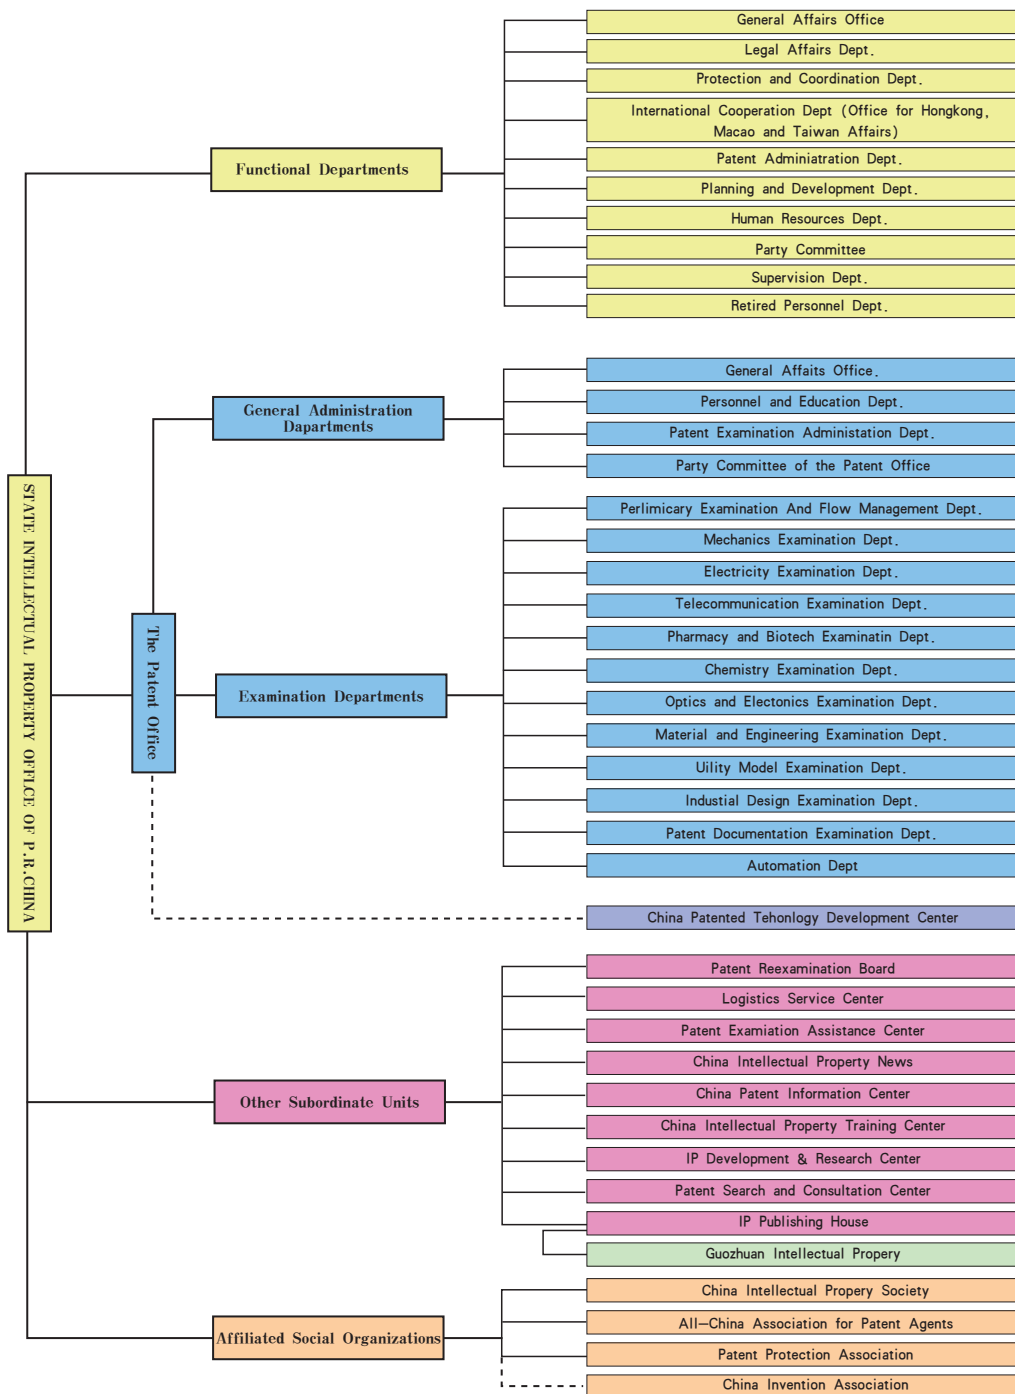 General Affairs Office
Legal Affairs Dept.
Protection and Coordination Dept.
International Cooperation Dept (Office for Hongkong,
Macao and Taiwan Affairs)
Functional Departments
Patent Adminiatration Dept.
Planning and Development Dept.
Human Resources Dept.
Party Committee
Supervision Dept.
Retired Personnel Dept.
General Affaits Office.
General Administration
Dapartments
Personnel and Education Dept.
Patent Examination Administation Dept.
Party Committee of the Patent Office
STATE INTELLECTUAL PROPERTY OFFLCE OF P.R.CHINA
The Patent Office
Examination Departments
Perlimicary Examination And Flow Management Dept.
Mechanics Examination Dept.
Electricity Examination Dept.
Telecommunication Examination Dept.
Pharmacy and Biotech Examinatin Dept.
Chemistry Examination Dept.
Optics and Electonics Examination Dept.
Material and Engineering Examination Dept.
Uility Model Examination Dept.
Industial Design Examination Dept.
Patent Documentation Examination Dept.
Automation Dept
China Patented Tehonlogy Development Center
Other Subordinate Units
Patent Reexamination Board
Logistics Service Center
Patent Examiation Assistance Center
China Intellectual Property News
China Patent Information Center
China Intellectual Property Training Center
IP Development & Research Center
Patent Search and Consultation Center
IP Publishing House
Guozhuan Intellectual Propery
Affiliated Social Organizations
China Intellectual Propery Society
All-China Association for Patent Agents
Patent Protection Association
China Invention Association